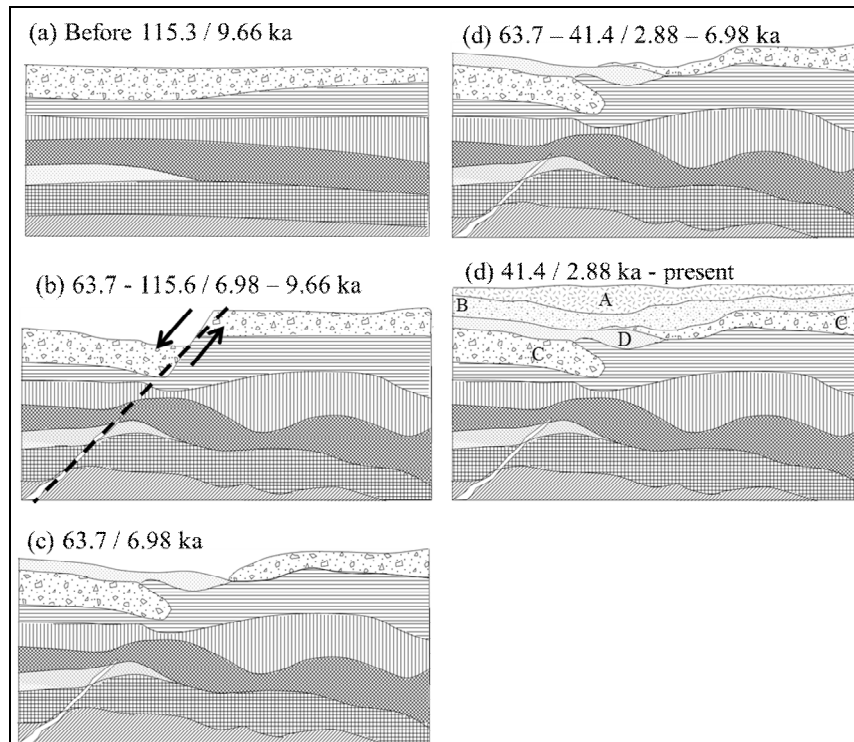 (a) Before 115.3 / 9.66 ka
(b) 63.7 - 115.6 / 6.98 – 9.66 ka
(c) 63.7 / 6.98 ka
(d) 63.7 – 41.4 / 2.88 – 6.98 ka
(d) 41.4 / 2.88 ka - present
A
B
C
D
C